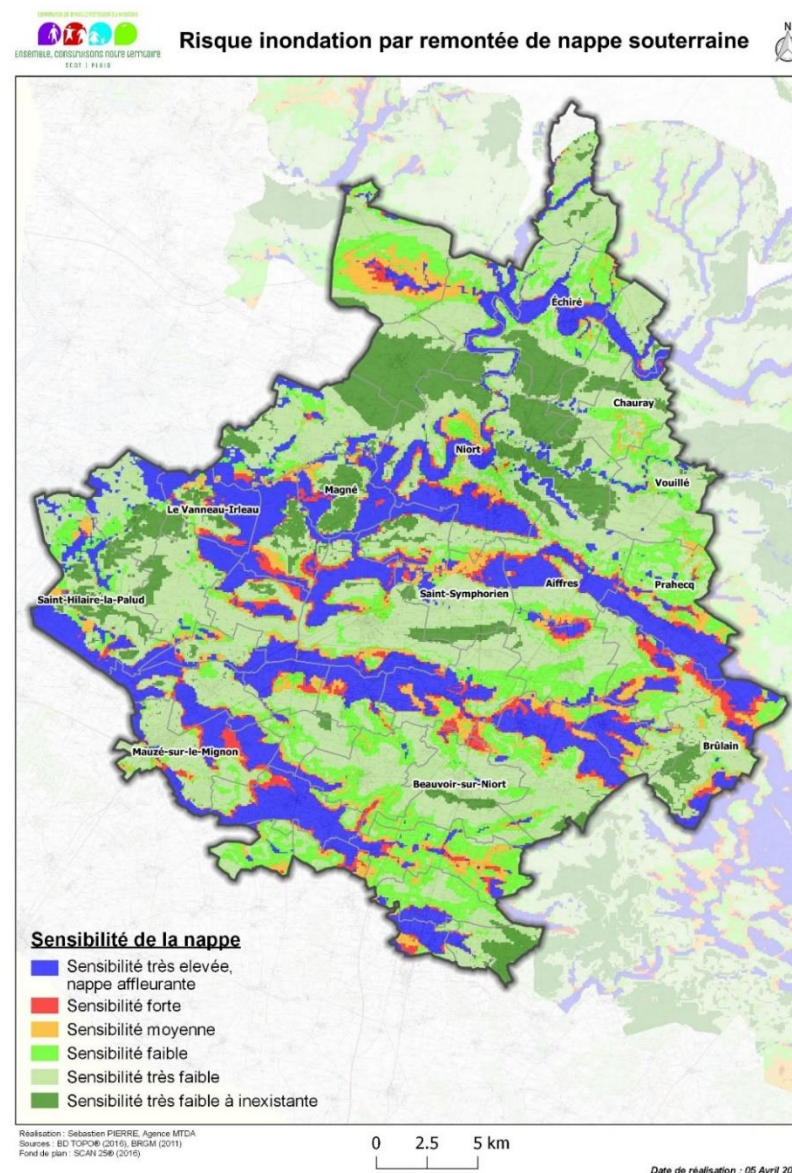 Ensemble, construisons notre territoire
SCOT | PLUID
Risque inondation par remontée de nappe souterraine
N
Échiré
Chauray
Niort
Vouillé
Magné
Le Vanneau-Irleau
Saint-Hilaire-la-Palud
Saint-Symphorien
Aiffres
Prahecq
Mauzé-sur-le-Mignon
Brûlain
Beauvoir-sur-Niort
Sensibilité de la nappe
Sensibilité très elevée,
nappe affleurante
Sensibilité forte
Sensibilité moyenne
Sensibilité faible
Sensibilité très faible
Sensibilité très faible à inexistante
Réalisation : Sebastien PIERRE, Agence MTDA
Sources : BD TOPO® (2016), BRGM (2011)
Fond de plan : SCAN 25® (2016)
0 2.5 5 km
Date de réalisation : 05 Avril 20